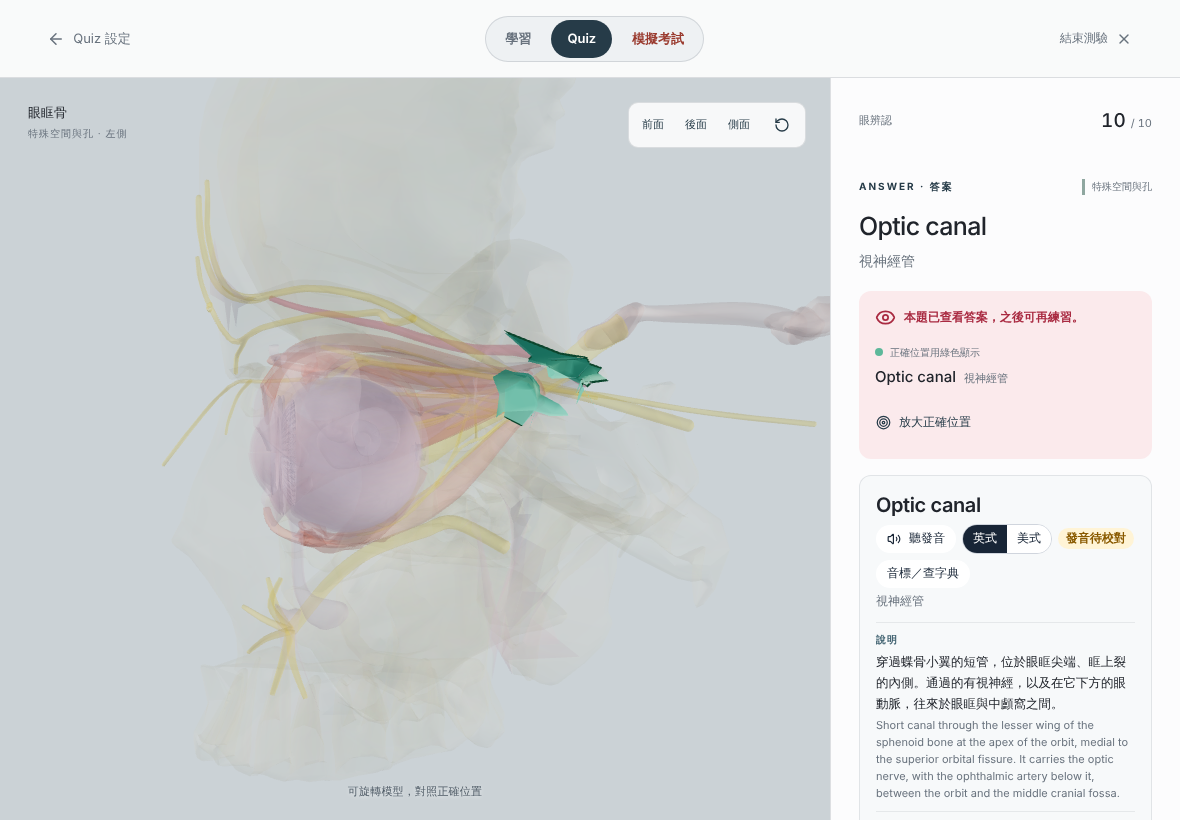 Quiz 設定
學習
Quiz
模擬考試
結束測驗
眼眶骨
特殊空間與孔 · 左側
前面
後面
側面
可旋轉模型，對照正確位置
眼辨認
10 / 10
ANSWER · 答案
特殊空間與孔
Optic canal
視神經管
本題已查看答案，之後可再練習。
正確位置用綠色顯示
Optic canal 視神經管
放大正確位置
Optic canal
聽發音
英式
美式
發音待校對
音標／查字典
視神經管
說明
穿過蝶骨小翼的短管，位於眼眶尖端、眶上裂
的內側。通過的有視神經，以及在它下方的眼
動脈，往來於眼眶與中顱窩之間。
Short canal through the lesser wing of the
sphenoid bone at the apex of the orbit, medial to
the superior orbital fissure. It carries the optic
nerve, with the ophthalmic artery below it,
between the orbit and the middle cranial fossa.